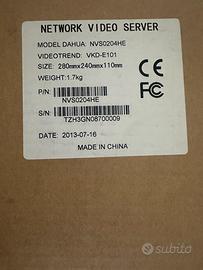 NETWORK VIDEO SERVER
MODEL DAHUA: NVS0204HE
VIDEOTREND: VKD-E101
SIZE: 280mm×240mm×110mm
WEIGHT: 1.7kg
P/N:
NVS0204HE
CE
FC
S/N:
TZH3GN08700009
DATE: 2013-07-16
MADE IN CHINA
subito